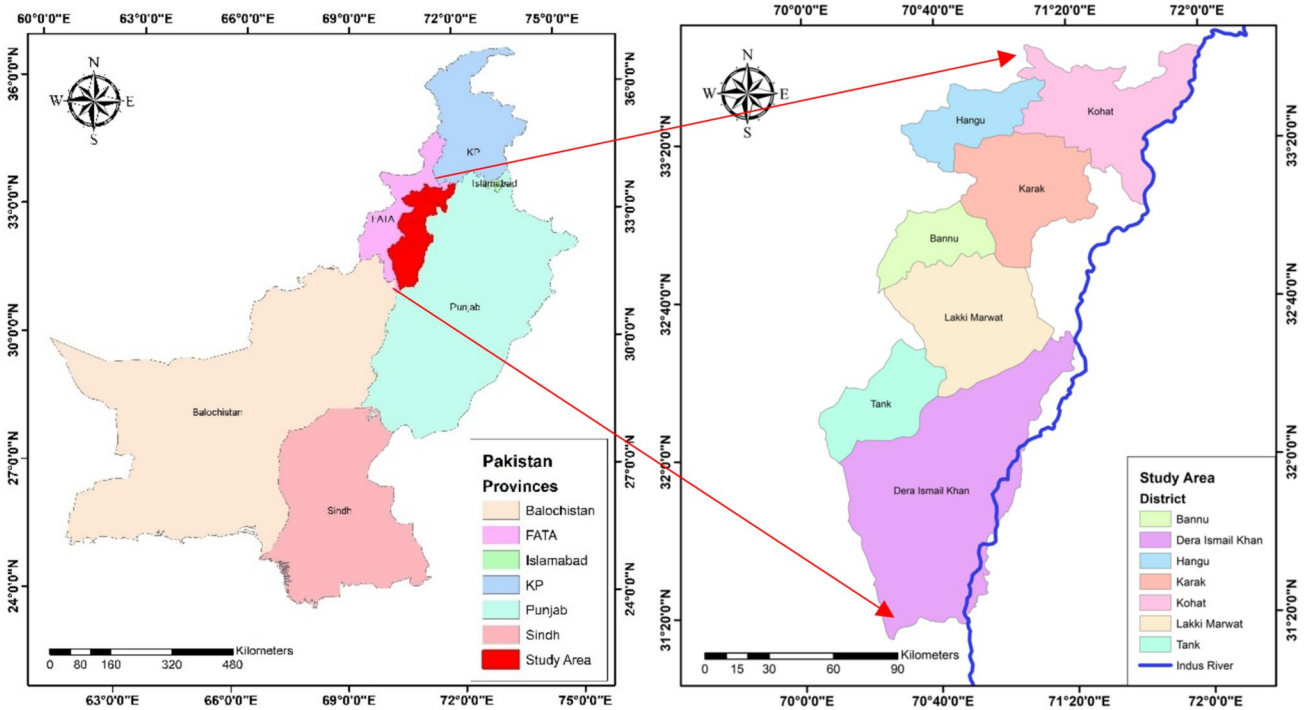 60°0'0"E 63°0'0"E 66°0'0"E 69°0'0"E 72°0'0"E 75°0'0"E
36°0'0"N
33°0'0"N
30°0'0"N
27°0'0"N
24°0'0"N
N
W E
S
KP
Islamabad
FATA
Punjab
Balochistan
Sindh
Pakistan
Provinces
Balochistan
FATA
Islamabad
KP
Punjab
Sindh
Study Area
Kilometers
0 80 160 320 480
36°0'0"N
33°0'0"N
30°0'0"N
27°0'0"N
24°0'0"N
63°0'0"E 66°0'0"E 69°0'0"E 72°0'0"E 75°0'0"E
70°0'0"E 70°40'0"E 71°20'0"E 72°0'0"E
33°20'0"N
32°40'0"N
32°0'0"N
31°20'0"N
N
W E
S
Kohat
Hangu
Karak
Bannu
Lakki Marwat
Tank
Dera Ismail Khan
Study Area
District
Bannu
Dera Ismail Khan
Hangu
Karak
Kohat
Lakki Marwat
Tank
Indus River
Kilometers
0 15 30 60 90
33°20'0"N
32°40'0"N
32°0'0"N
31°20'0"N
70°0'0"E 70°40'0"E 71°20'0"E 72°0'0"E